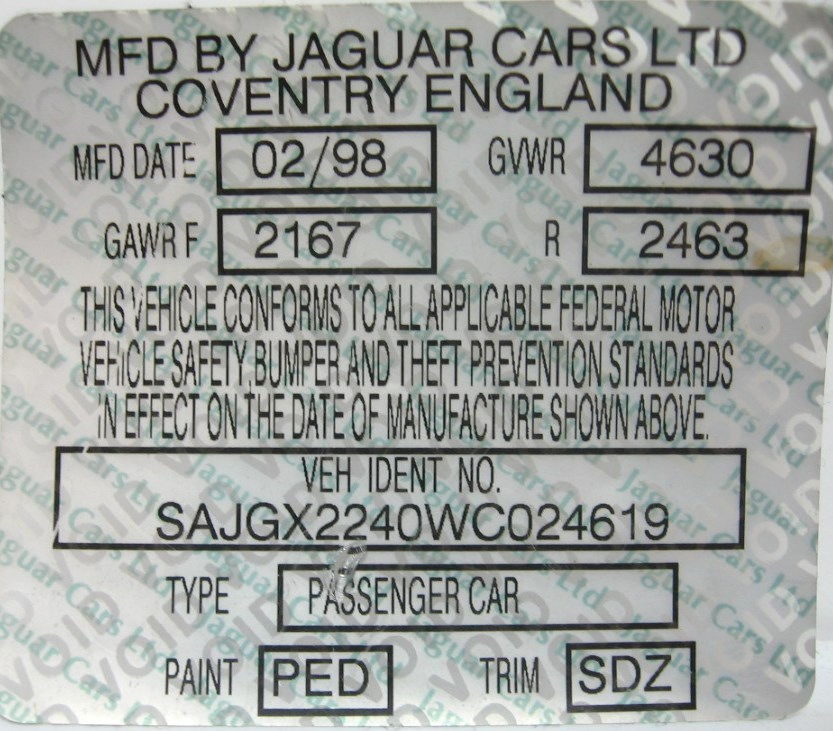 MFD BY JAGUAR CARS LTD
COVENTRY ENGLAND
MFD DATE 02/98 GVWR 4630
GAWR F 2167 R 2463
THIS VEHICLE CONFORMS TO ALL APPLICABLE FEDERAL MOTOR
VEHICLE SAFETY, BUMPER AND THEFT PREVENTION STANDARDS
IN EFFECT ON THE DATE OF MANUFACTURE SHOWN ABOVE.
VEH IDENT NO.
SAJGX2240WC024619
TYPE PASSENGER CAR
PAINT PED TRIM SDZ